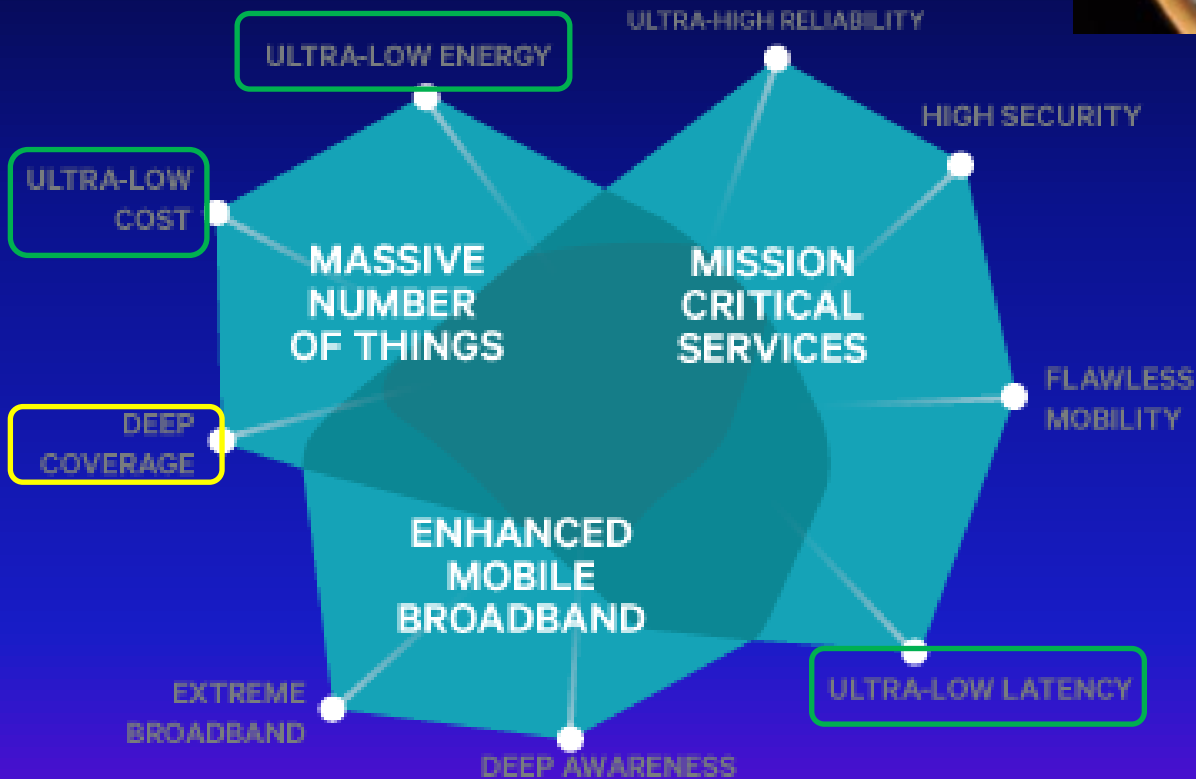 ULTRA-HIGH RELIABILITY
ULTRA-LOW ENERGY
HIGH SECURITY
ULTRA-LOW
COST
MASSIVE
NUMBER
OF THINGS
MISSION
CRITICAL
SERVICES
FLAWLESS
MOBILITY
DEEP
COVERAGE
ENHANCED
MOBILE
BROADBAND
ULTRA-LOW LATENCY
EXTREME
BROADBAND
DEEP AWARENESS